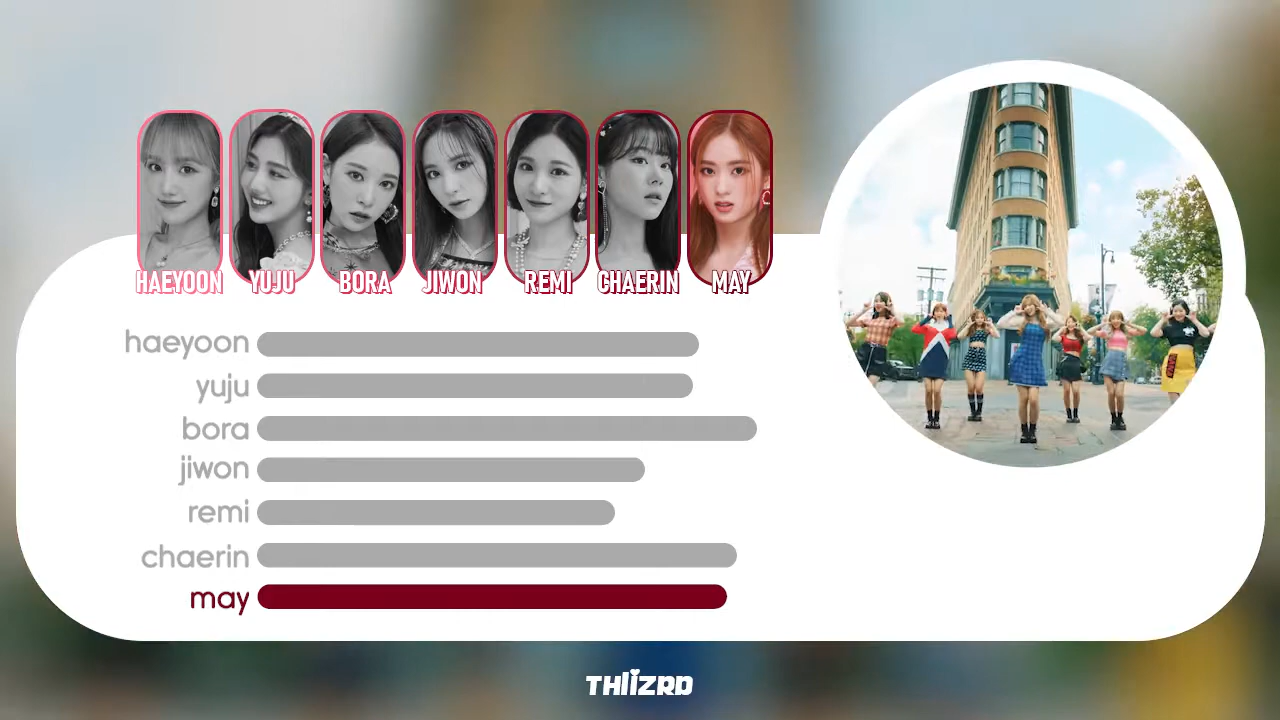 HAEYOON YUJU BORA JIWON REMI CHAERIN MAY
haeyoon
yuju
bora
jiwon
remi
chaerin
may
THIIZRD